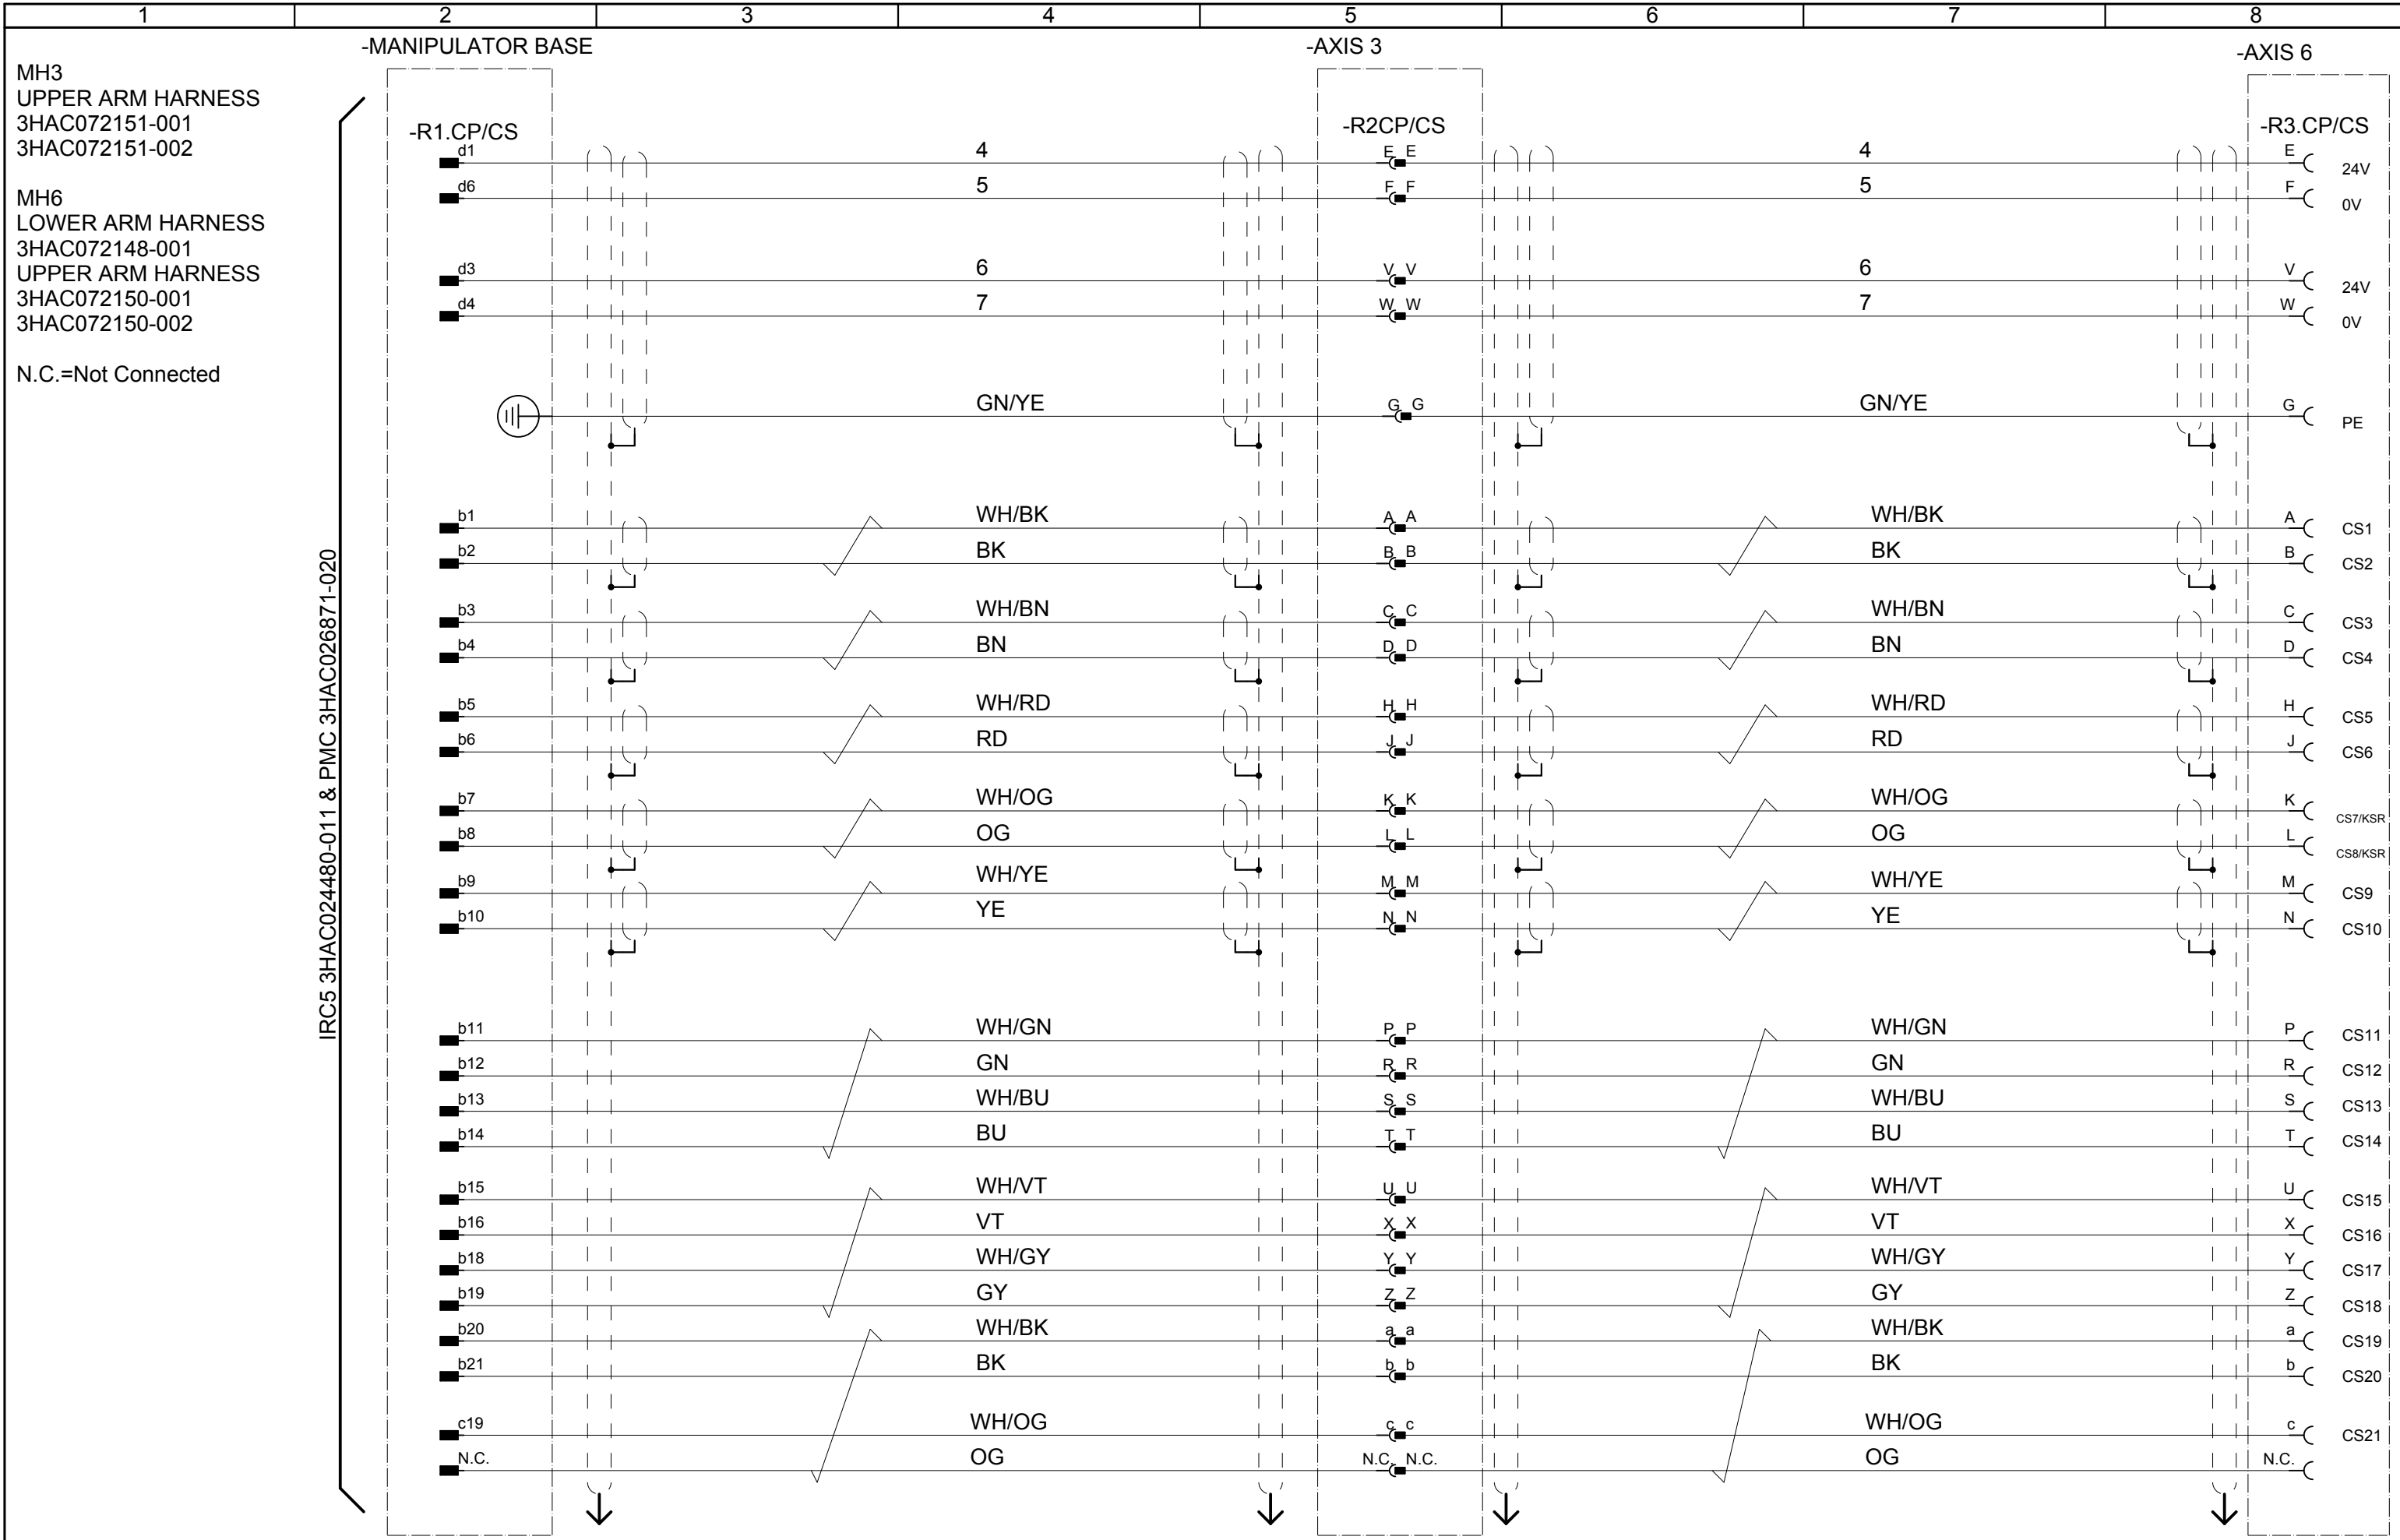 1 2 3 4 5 6 7 8
-MANIPULATOR BASE -AXIS 3 -AXIS 6
MH3
UPPER ARM HARNESS
3HAC072151-001
3HAC072151-002
MH6
LOWER ARM HARNESS
3HAC072148-001
UPPER ARM HARNESS
3HAC072150-001
3HAC072150-002
N.C.=Not Connected
IRC5 3HAC024480-011 & PMC 3HAC026871-020
-R1.CP/CS -R2CP/CS -R3.CP/CS
d1 4 E E 4 E 24V
d6 5 F F 5 F 0V
d3 6 V V 6 V 24V
d4 7 W W 7 W 0V
GN/YE G G GN/YE G PE
b1 WH/BK A A WH/BK A CS1
b2 BK B B BK B CS2
b3 WH/BN C C WH/BN C CS3
b4 BN D D BN D CS4
b5 WH/RD H H WH/RD H CS5
b6 RD J J RD J CS6
b7 WH/OG K K WH/OG K CS7/KSR
b8 OG L L OG L CS8/KSR
b9 WH/YE M M WH/YE M CS9
b10 YE N N YE N CS10
b11 WH/GN P P WH/GN P CS11
b12 GN R R GN R CS12
b13 WH/BU S S WH/BU S CS13
b14 BU T T BU T CS14
b15 WH/VT U U WH/VT U CS15
b16 VT X X VT X CS16
b18 WH/GY Y Y WH/GY Y CS17
b19 GY Z Z GY Z CS18
b20 WH/BK a a WH/BK a CS19
b21 BK b b BK b CS20
c19 WH/OG c c WH/OG c CS21
N.C. OG N.C. N.C. OG N.C.